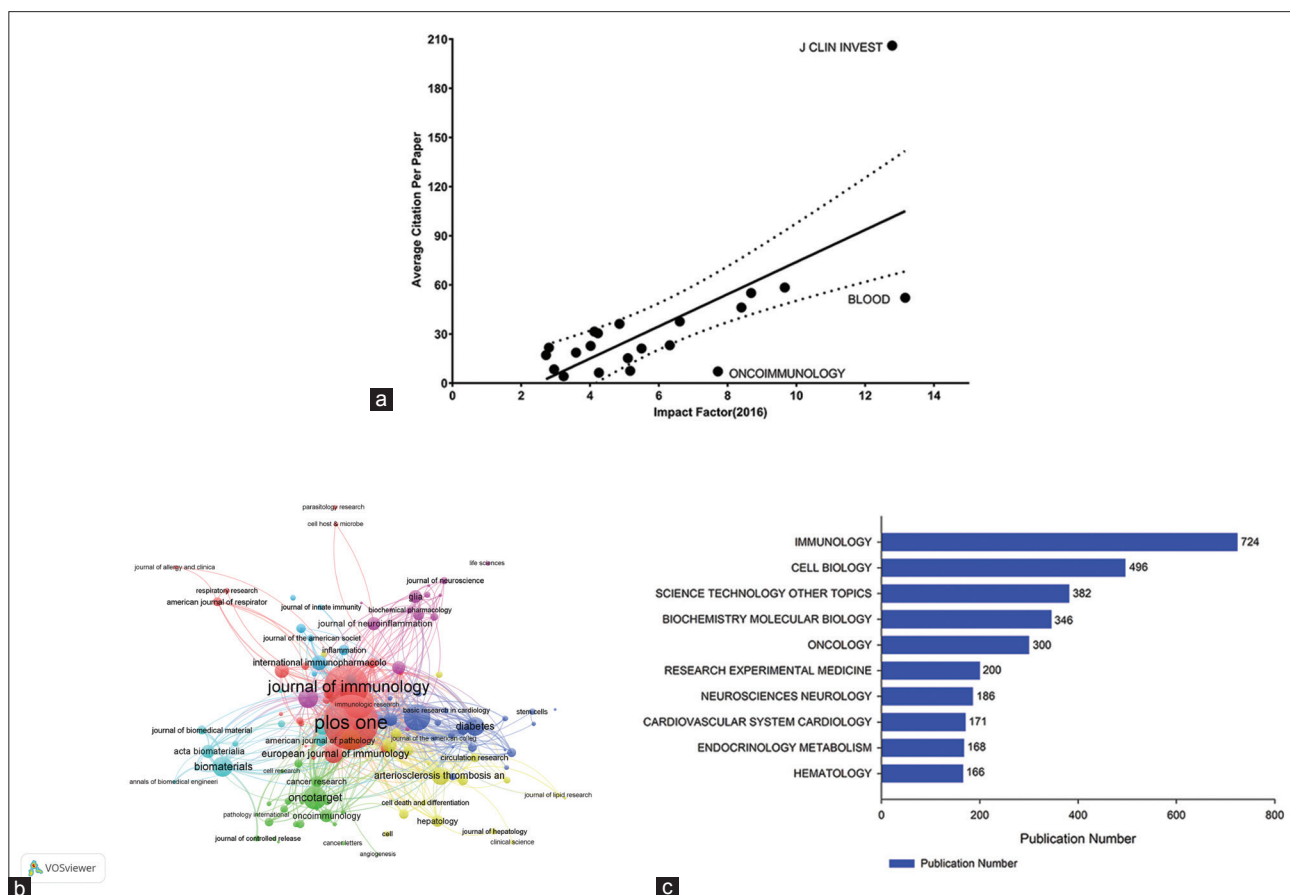 210
180
150
120
90
60
30
0
Average Citation Per Paper
J CLIN INVEST
BLOOD
ONCOIMMUNOLOGY
0 2 4 6 8 10 12 14
Impact Factor(2016)
a
parasitology research
cell host & microbe
journal of allergy and clinica
life sciences
journal of neuroscience
respiratory research
american journal of respirator
glia
journal of innate immunity
biochemical pharmacology
journal of neuroinflammation
journal of the american societ
inflammation
international immunopharmacolo
journal of immunology
immunologic research
basic research in cardiology
stem cells
plos one
diabetes
journal of biomedical material
american journal of pathology
journal of the american colleg
acta biomaterialia
european journal of immunology
circulation research
biomaterials
cell research
annals of biomedical engineeri
cancer research
arteriosclerosis thrombosis an
oncotarget
cell death and differentiation
journal of lipid research
pathology international
oncoimmunology
hepatology
journal of controlled release
cancer letters
cell
journal of hepatology
clinical science
angiogenesis
VOSviewer
b
0 200 400 600 800
IMMUNOLOGY 724
CELL BIOLOGY 496
SCIENCE TECHNOLOGY OTHER TOPICS 382
BIOCHEMISTRY MOLECULAR BIOLOGY 346
ONCOLOGY 300
RESEARCH EXPERIMENTAL MEDICINE 200
NEUROSCIENCES NEUROLOGY 186
CARDIOVASCULAR SYSTEM CARDIOLOGY 171
ENDOCRINOLOGY METABOLISM 168
HEMATOLOGY 166
0 200 400 600 800
Publication Number
Publication Number
c